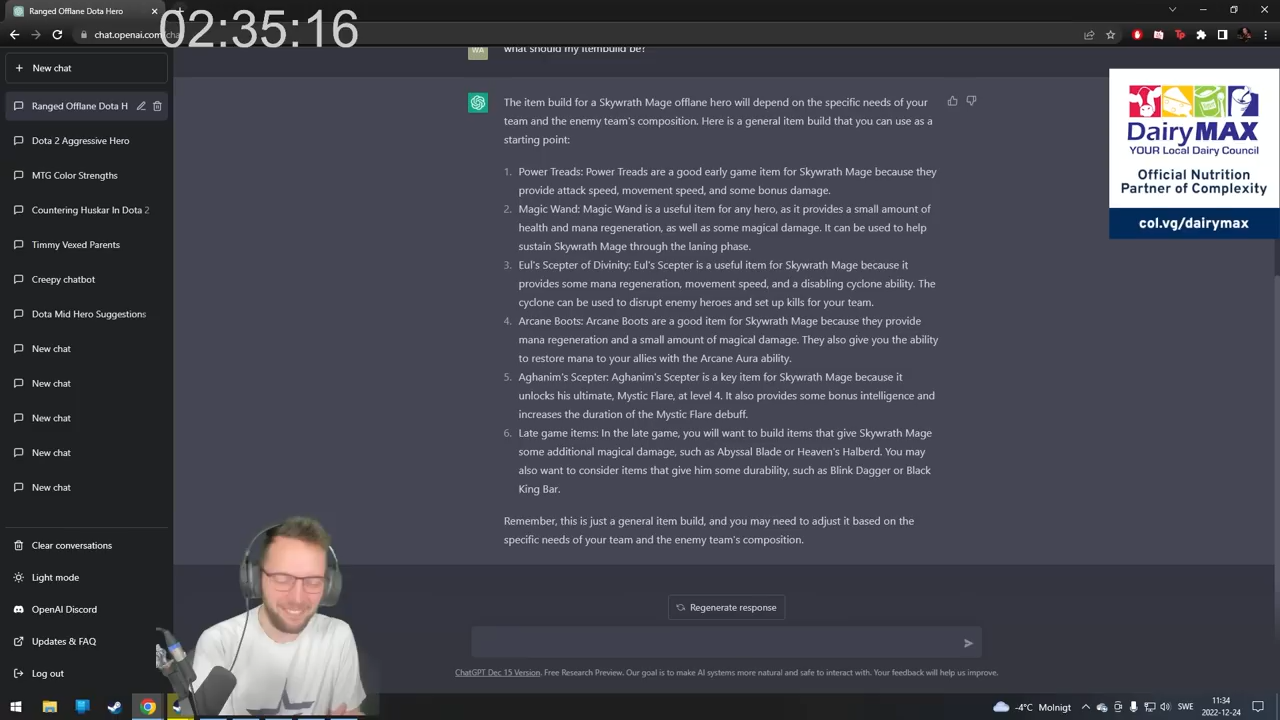 Ranged Offlane Dota Hero
02:35:16
chat.openai.com/chat
New chat
Ranged Offlane Dota H
Dota 2 Aggressive Hero
MTG Color Strengths
Countering Huskar In Dota 2
Timmy Vexed Parents
Creepy chatbot
Dota Mid Hero Suggestions
New chat
New chat
New chat
New chat
New chat
Clear conversations
Light mode
OpenAI Discord
Updates & FAQ
Log out
WA
what should my itembuild be?
The item build for a Skywrath Mage offlane hero will depend on the specific needs of your
team and the enemy team's composition. Here is a general item build that you can use as a
starting point:
1. Power Treads: Power Treads are a good early game item for Skywrath Mage because they
provide attack speed, movement speed, and some bonus damage.
2. Magic Wand: Magic Wand is a useful item for any hero, as it provides a small amount of
health and mana regeneration, as well as some magical damage. It can be used to help
sustain Skywrath Mage through the laning phase.
3. Eul's Scepter of Divinity: Eul's Scepter is a useful item for Skywrath Mage because it
provides some mana regeneration, movement speed, and a disabling cyclone ability. The
cyclone can be used to disrupt enemy heroes and set up kills for your team.
4. Arcane Boots: Arcane Boots are a good item for Skywrath Mage because they provide
mana regeneration and a small amount of magical damage. They also give you the ability
to restore mana to your allies with the Arcane Aura ability.
5. Aghanim's Scepter: Aghanim's Scepter is a key item for Skywrath Mage because it
unlocks his ultimate, Mystic Flare, at level 4. It also provides some bonus intelligence and
increases the duration of the Mystic Flare debuff.
6. Late game items: In the late game, you will want to build items that give Skywrath Mage
some additional magical damage, such as Abyssal Blade or Heaven's Halberd. You may
also want to consider items that give him some durability, such as Blink Dagger or Black
King Bar.
Remember, this is just a general item build, and you may need to adjust it based on the
specific needs of your team and the enemy team's composition.
Regenerate response
ChatGPT Dec 15 Version. Free Research Preview. Our goal is to make AI systems more natural and safe to interact with. Your feedback will help us improve.
DairyMAX
YOUR Local Dairy Council
Official Nutrition
Partner of Complexity
col.vg/dairymax
-4°C Molnigt
SWE
11:34
2022-12-24